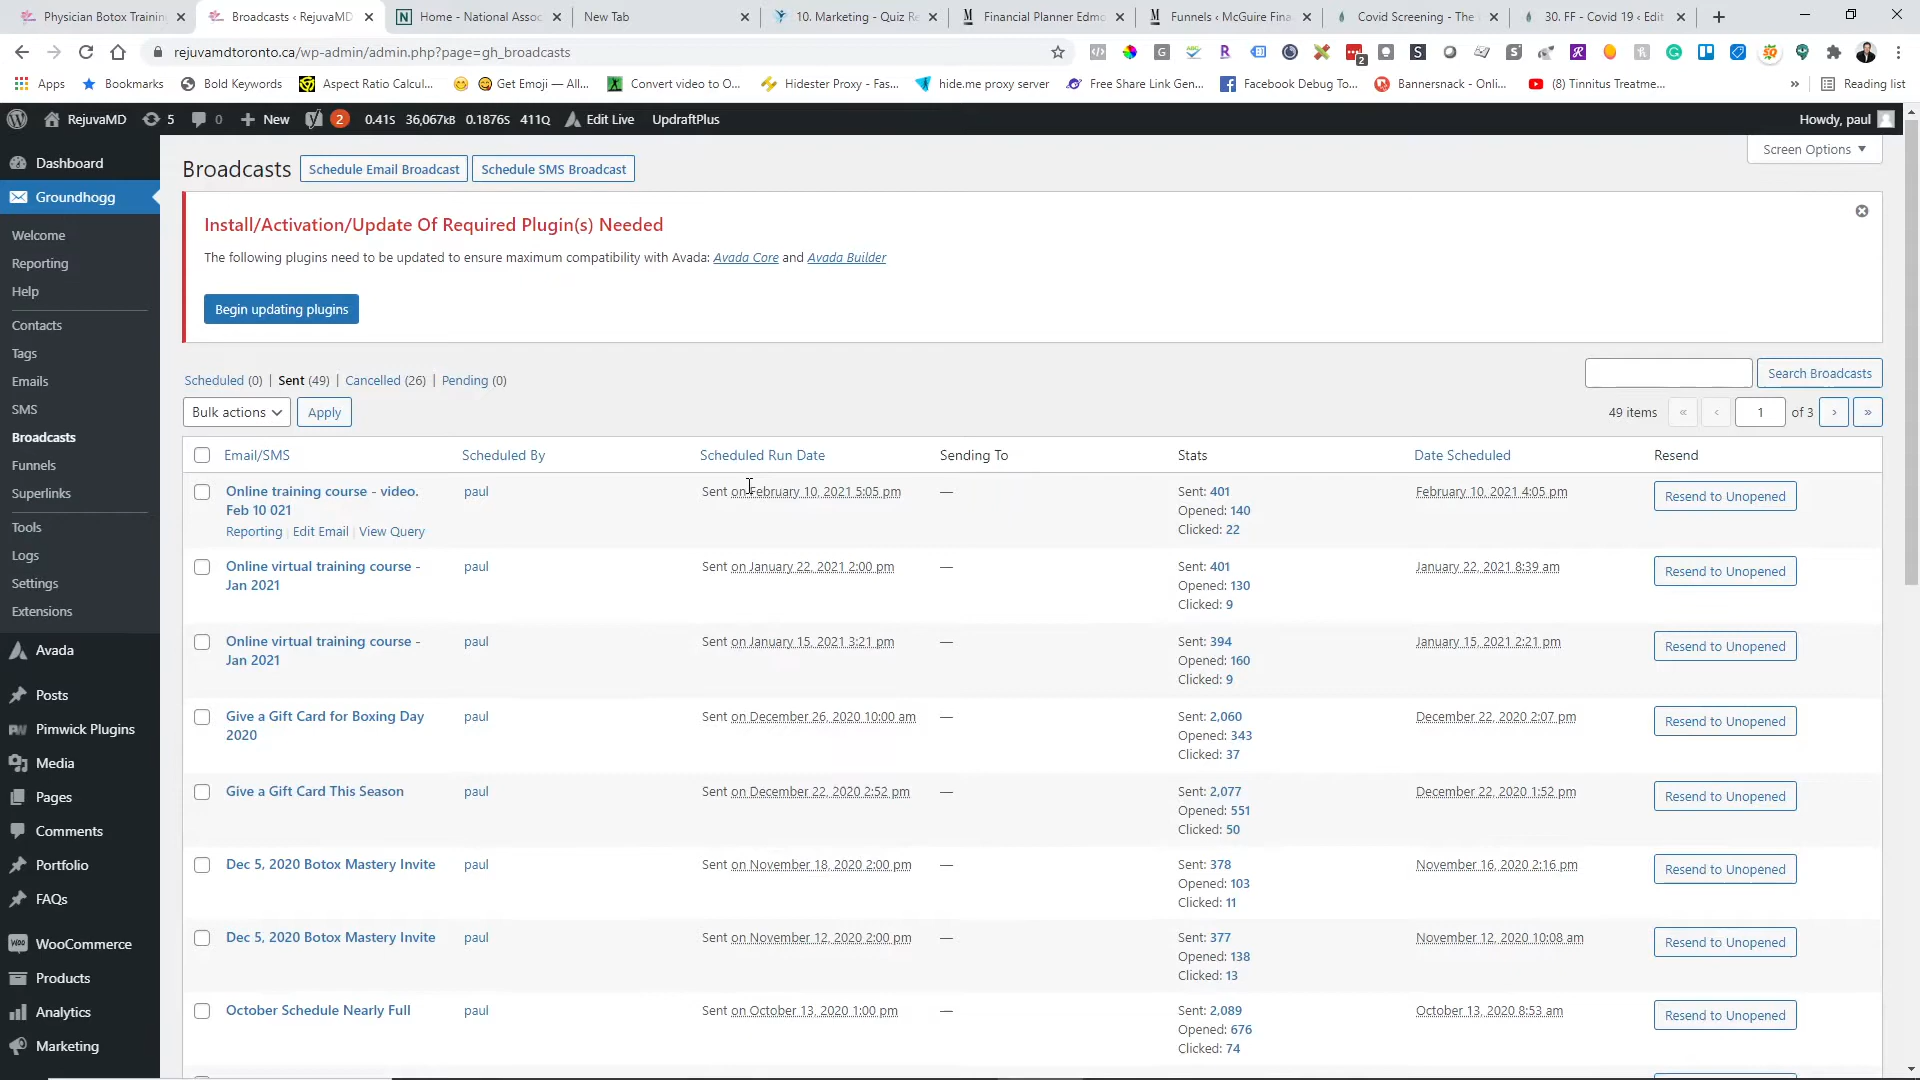 Physician Botox Trainin
Broadcasts ‹ RejuvaMD
Home - National Assoc
New Tab
10. Marketing - Quiz Re
Financial Planner Edmo
Funnels ‹ McGuire Fina
Covid Screening - The
30. FF - Covid 19 ‹ Edit
rejuvamdtoronto.ca/wp-admin/admin.php?page=gh_broadcasts
Apps
Bookmarks
Bold Keywords
Aspect Ratio Calcul...
Get Emoji — All...
Convert video to O...
Hidester Proxy - Fas...
hide.me proxy server
Free Share Link Gen...
Facebook Debug To...
Bannersnack - Onli...
(8) Tinnitus Treatme...
Reading list
RejuvaMD
5
0
New
2
0.41s 36,067kB 0.1876s 411Q
Edit Live
UpdraftPlus
Howdy, paul
Dashboard
Groundhogg
Welcome
Reporting
Help
Contacts
Tags
Emails
SMS
Broadcasts
Funnels
Superlinks
Tools
Logs
Settings
Extensions
Avada
Posts
Pimwick Plugins
Media
Pages
Comments
Portfolio
FAQs
WooCommerce
Products
Analytics
Marketing
Screen Options
Broadcasts
Schedule Email Broadcast
Schedule SMS Broadcast
Install/Activation/Update Of Required Plugin(s) Needed
The following plugins need to be updated to ensure maximum compatibility with Avada: Avada Core and Avada Builder
Begin updating plugins
Scheduled (0) | Sent (49) | Cancelled (26) | Pending (0)
Search Broadcasts
Bulk actions
Apply
49 items « ‹ 1 of 3 › »
Email/SMS Scheduled By Scheduled Run Date Sending To Stats Date Scheduled Resend
Online training course - video.
Feb 10 021
Reporting | Edit Email | View Query
paul
Sent on February 10, 2021 5:05 pm
—
Sent: 401
Opened: 140
Clicked: 22
February 10, 2021 4:05 pm
Resend to Unopened
Online virtual training course -
Jan 2021
paul
Sent on January 22, 2021 2:00 pm
—
Sent: 401
Opened: 130
Clicked: 9
January 22, 2021 8:39 am
Resend to Unopened
Online virtual training course -
Jan 2021
paul
Sent on January 15, 2021 3:21 pm
—
Sent: 394
Opened: 160
Clicked: 9
January 15, 2021 2:21 pm
Resend to Unopened
Give a Gift Card for Boxing Day
2020
paul
Sent on December 26, 2020 10:00 am
—
Sent: 2,060
Opened: 343
Clicked: 37
December 22, 2020 2:07 pm
Resend to Unopened
Give a Gift Card This Season
paul
Sent on December 22, 2020 2:52 pm
—
Sent: 2,077
Opened: 551
Clicked: 50
December 22, 2020 1:52 pm
Resend to Unopened
Dec 5, 2020 Botox Mastery Invite
paul
Sent on November 18, 2020 2:00 pm
—
Sent: 378
Opened: 103
Clicked: 11
November 16, 2020 2:16 pm
Resend to Unopened
Dec 5, 2020 Botox Mastery Invite
paul
Sent on November 12, 2020 2:00 pm
—
Sent: 377
Opened: 138
Clicked: 13
November 12, 2020 10:08 am
Resend to Unopened
October Schedule Nearly Full
paul
Sent on October 13, 2020 1:00 pm
—
Sent: 2,089
Opened: 676
Clicked: 74
October 13, 2020 8:53 am
Resend to Unopened